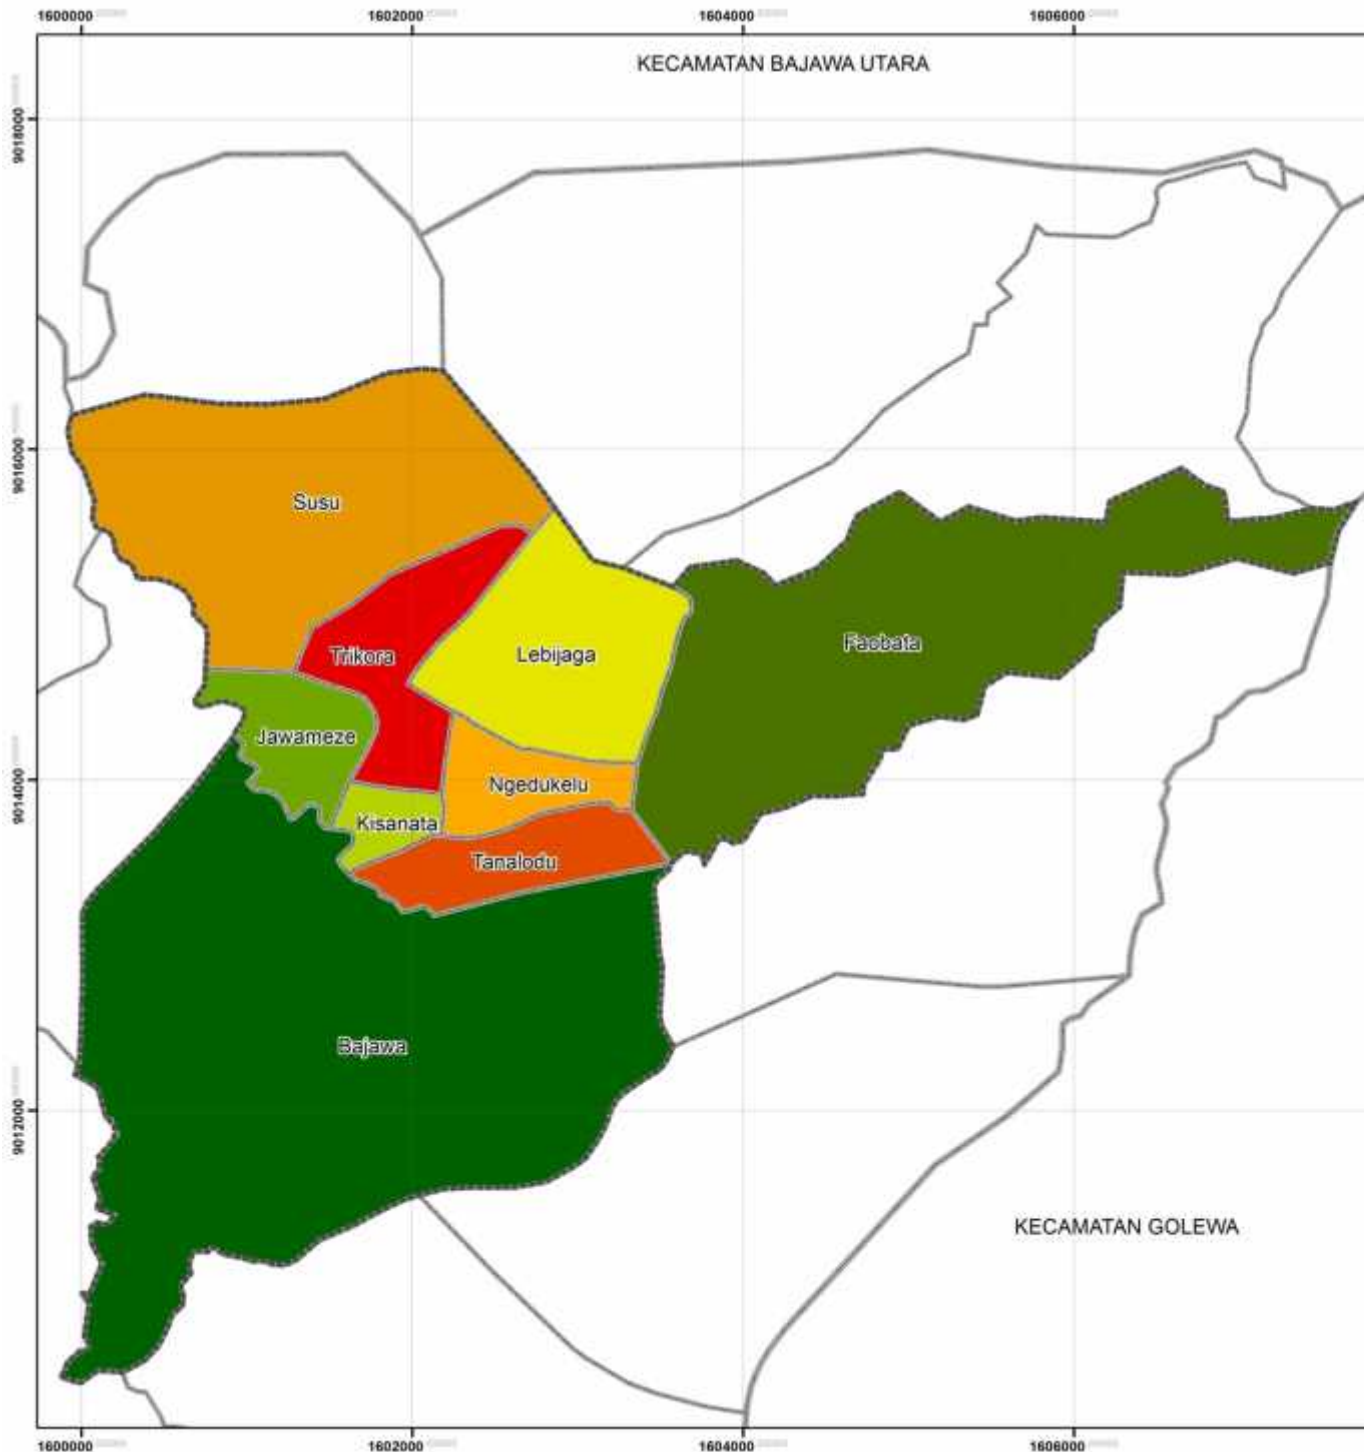 1600000 1602000 1604000 1606000
KECAMATAN BAJAWA UTARA
9018000
9016000
Susu
Trikora
Lebijaga
Faobata
Jawameze
9014000
Ngedukelu
Kisanata
Tanalodu
Bajawa
9012000
KECAMATAN GOLEWA
1600000 1602000 1604000 1606000